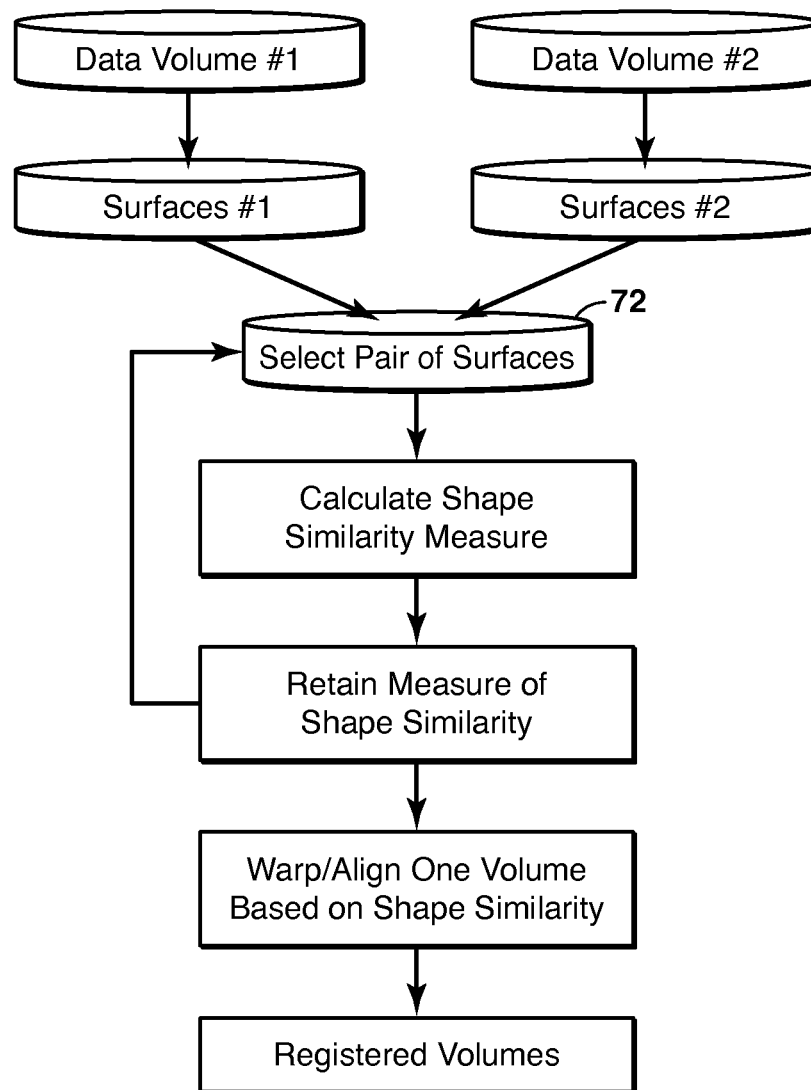 Data Volume #1
Data Volume #2
Surfaces #1
Surfaces #2
72
Select Pair of Surfaces
Calculate Shape
Similarity Measure
Retain Measure of
Shape Similarity
Warp/Align One Volume
Based on Shape Similarity
Registered Volumes